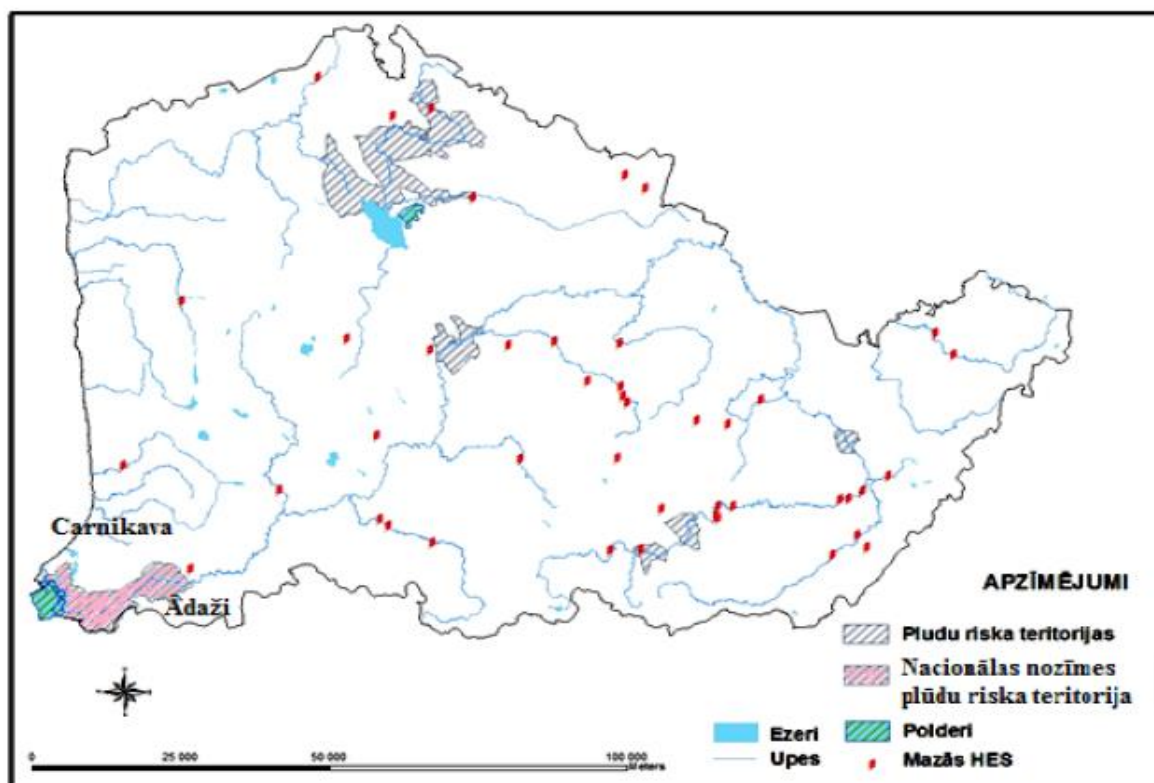 Carnikava
Ādaži
APZĪMĒJUMI
Pludu riska teritorijas
Nacionālas nozīmes
plūdu riska teritorija
Ezeri
Polderi
Upes
Mazās HES
0 25 000 50 000 100 000
Meters